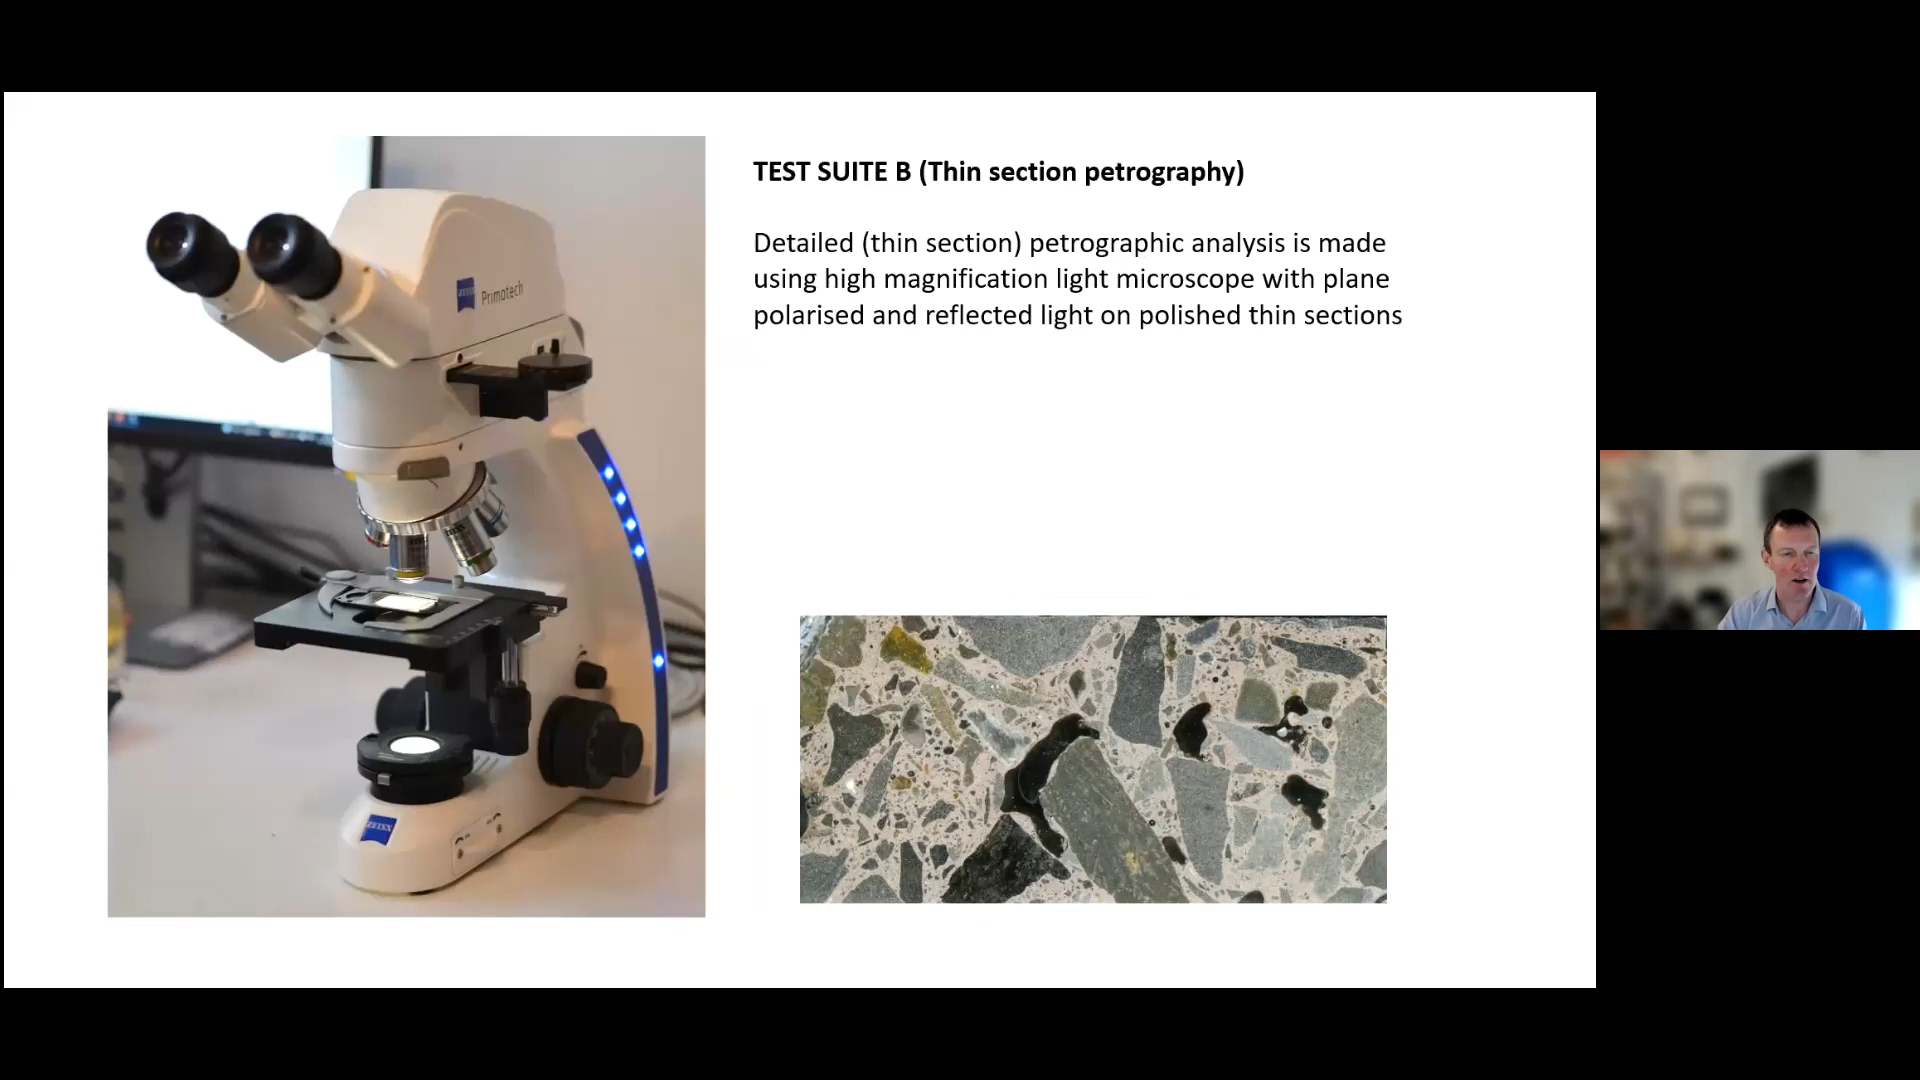 TEST SUITE B (Thin section petrography)
Detailed (thin section) petrographic analysis is made
using high magnification light microscope with plane
polarised and reflected light on polished thin sections
ZEISS
Primotech
ZEISS